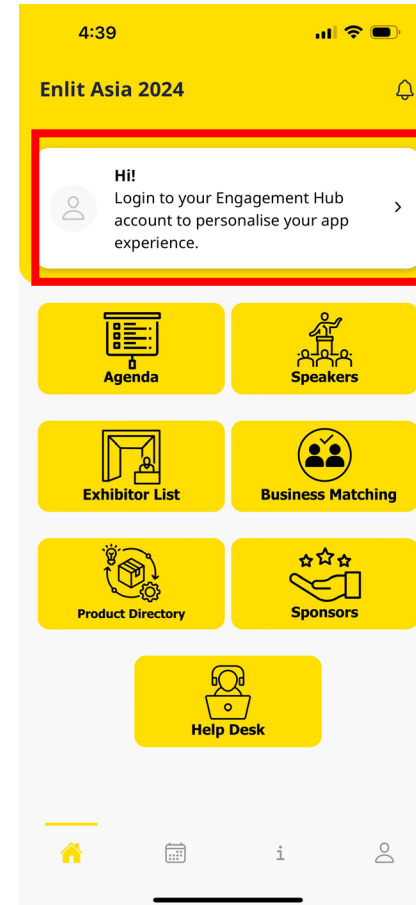 4:39
Enlit Asia 2024
Hi!
Login to your Engagement Hub
account to personalise your app
experience.
Agenda
Speakers
Exhibitor List
Business Matching
Product Directory
Sponsors
Help Desk
i